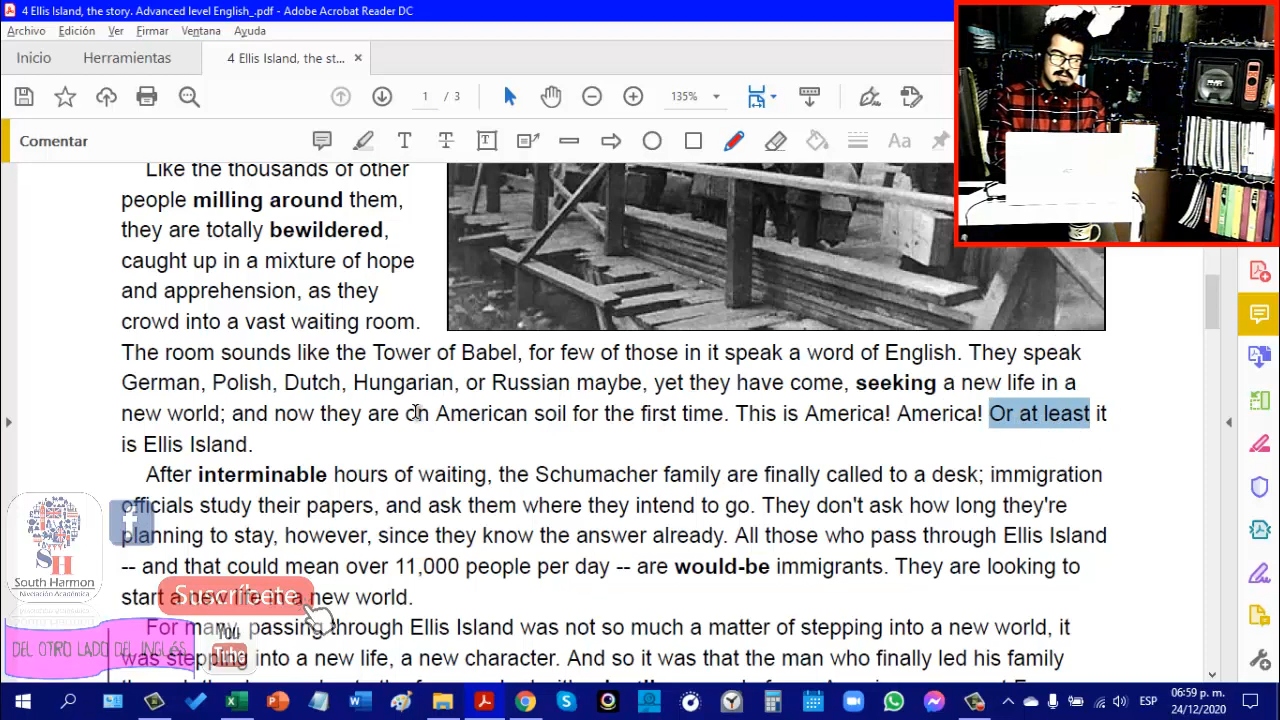 4 Ellis Island, the story. Advanced level English_.pdf - Adobe Acrobat Reader DC
Archivo Edición Ver Firmar Ventana Ayuda
Inicio Herramientas 4 Ellis Island, the st... ×
1 / 3 135%
Comentar
Like the thousands of other
people milling around them,
they are totally bewildered,
caught up in a mixture of hope
and apprehension, as they
crowd into a vast waiting room.
The room sounds like the Tower of Babel, for few of those in it speak a word of English. They speak
German, Polish, Dutch, Hungarian, or Russian maybe, yet they have come, seeking a new life in a
new world; and now they are on American soil for the first time. This is America! America! Or at least it
is Ellis Island.
After interminable hours of waiting, the Schumacher family are finally called to a desk; immigration
officials study their papers, and ask them where they intend to go. They don't ask how long they're
planning to stay, however, since they know the answer already. All those who pass through Ellis Island
-- and that could mean over 11,000 people per day -- are would-be immigrants. They are looking to
start a new life in a new world.
For many, passing through Ellis Island was not so much a matter of stepping into a new world, it
was stepping into a new life, a new character. And so it was that the man who finally led his family
SH
South Harmon
Nivelación Académica
f
Suscríbete
DEL OTRO LADO DEL INGLÉS
YOU
Tube
ESP
06:59 p. m.
24/12/2020